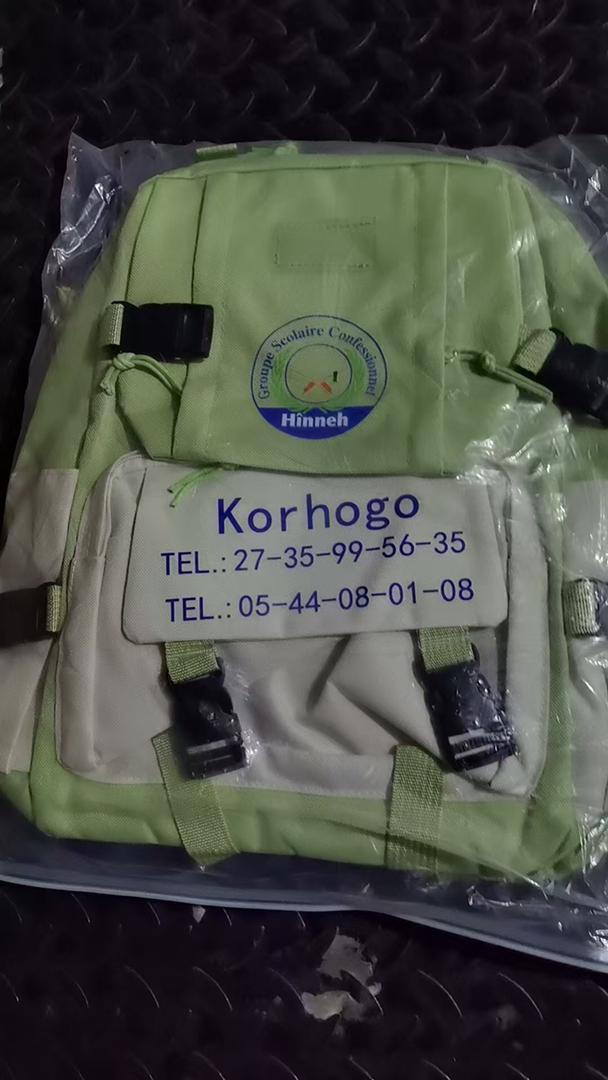 Groupe Scolaire Confessionnel
Hinneh
Korhogo
TEL.: 27-35-99-56-35
TEL.: 05-44-08-01-08